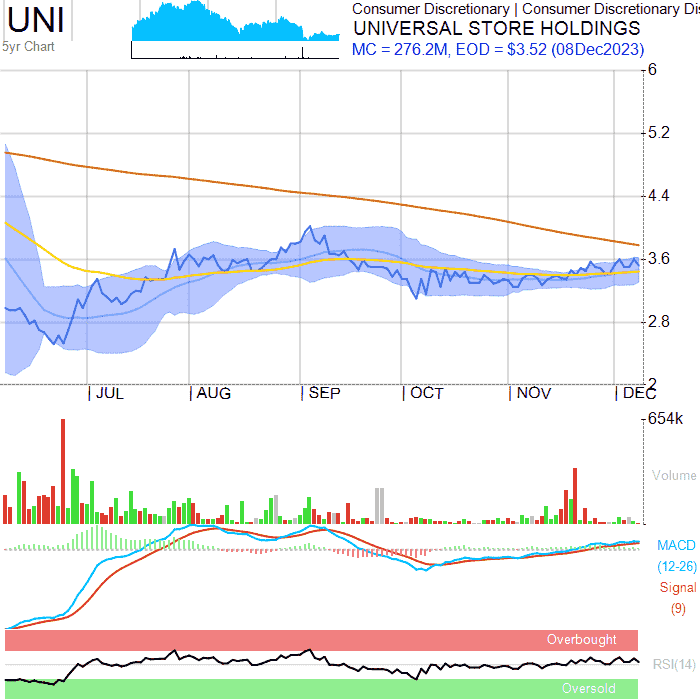 UNI
5yr Chart
Consumer Discretionary | Consumer Discretionary Dis
UNIVERSAL STORE HOLDINGS
MC = 276.2M, EOD = $3.52 (08Dec2023)
6
5.2
4.4
3.6
2.8
2
JUL
AUG
SEP
OCT
NOV
DEC
654k
Volume
MACD
(12-26)
Signal
(9)
Overbought
RSI(14)
Oversold